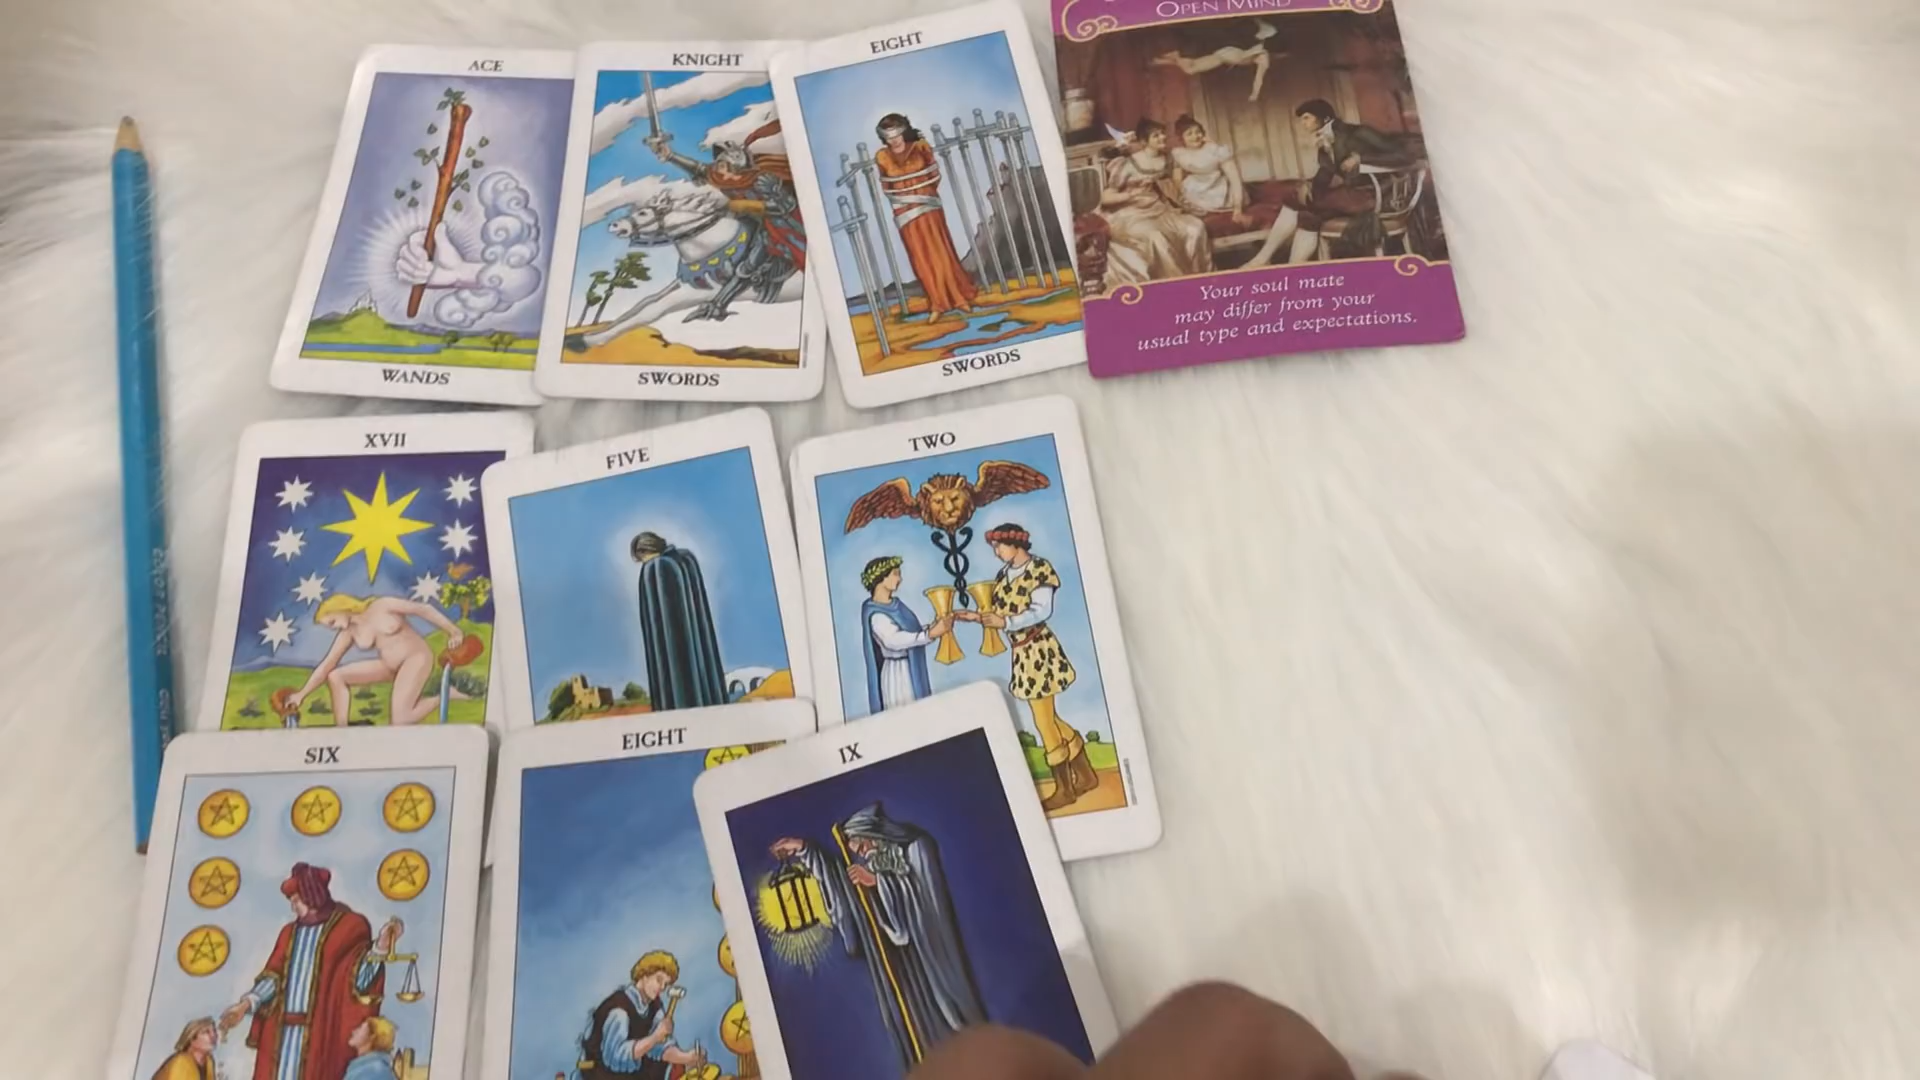 ACE
WANDS
KNIGHT
SWORDS
EIGHT
SWORDS
OPEN MIND
Your soul mate
may differ from your
usual type and expectations.
XVII
FIVE
TWO
SIX
EIGHT
IX